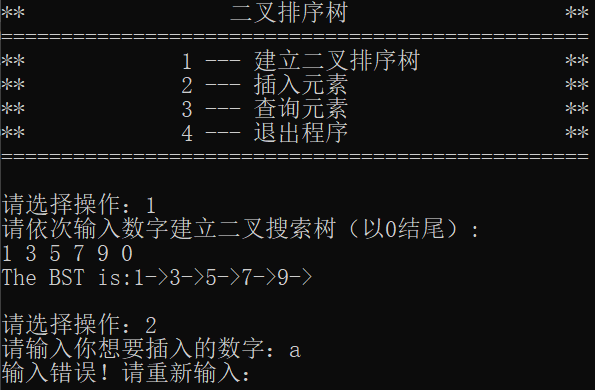 ** 二叉排序树 **
=================================================
** 1 --- 建立二叉排序树 **
** 2 --- 插入元素 **
** 3 --- 查询元素 **
** 4 --- 退出程序 **
=================================================
请选择操作：1
请依次输入数字建立二叉搜索树（以0结尾）：
1 3 5 7 9 0
The BST is:1->3->5->7->9->
请选择操作：2
请输入你想要插入的数字：a
输入错误！请重新输入：